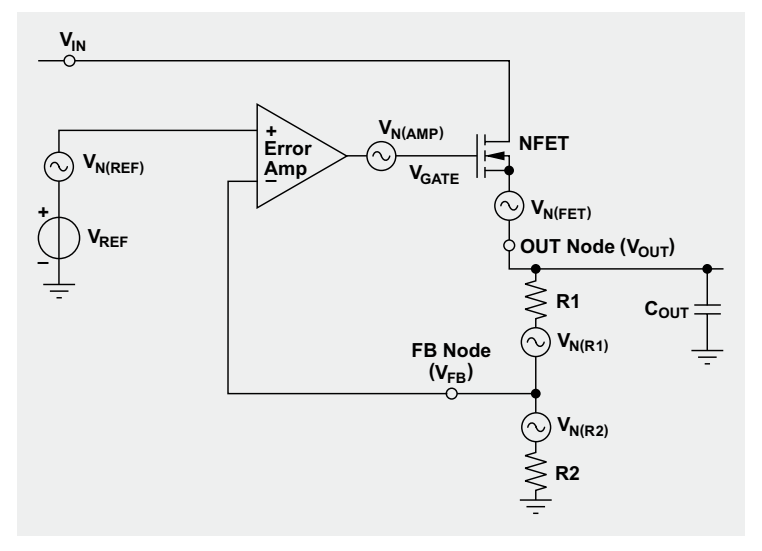 VIN
+
Error
Amp
–
VN(AMP)
VGATE
NFET
VN(REF)
+
VREF
–
VN(FET)
OUT Node (VOUT)
R1
COUT
VN(R1)
FB Node
(VFB)
VN(R2)
R2